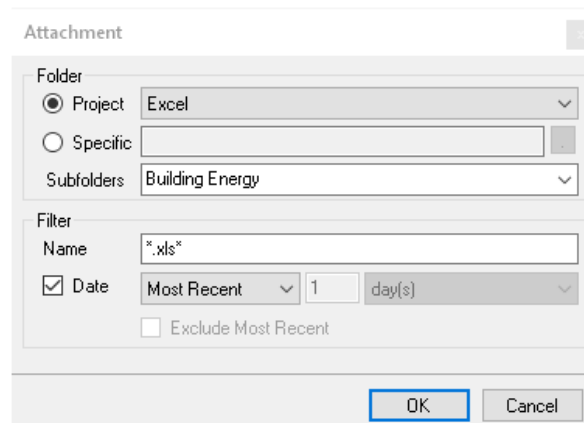 Attachment
Folder
Project Excel
Specific
Subfolders Building Energy
Filter
Name *.xls*
Date Most Recent 1 day(s)
Exclude Most Recent
OK Cancel